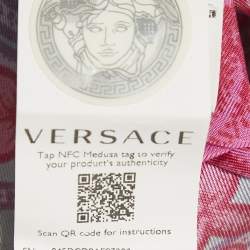 VERSACE
Tap NFC Medusa tag to verify
your product's authenticity
Scan QR code for instructions